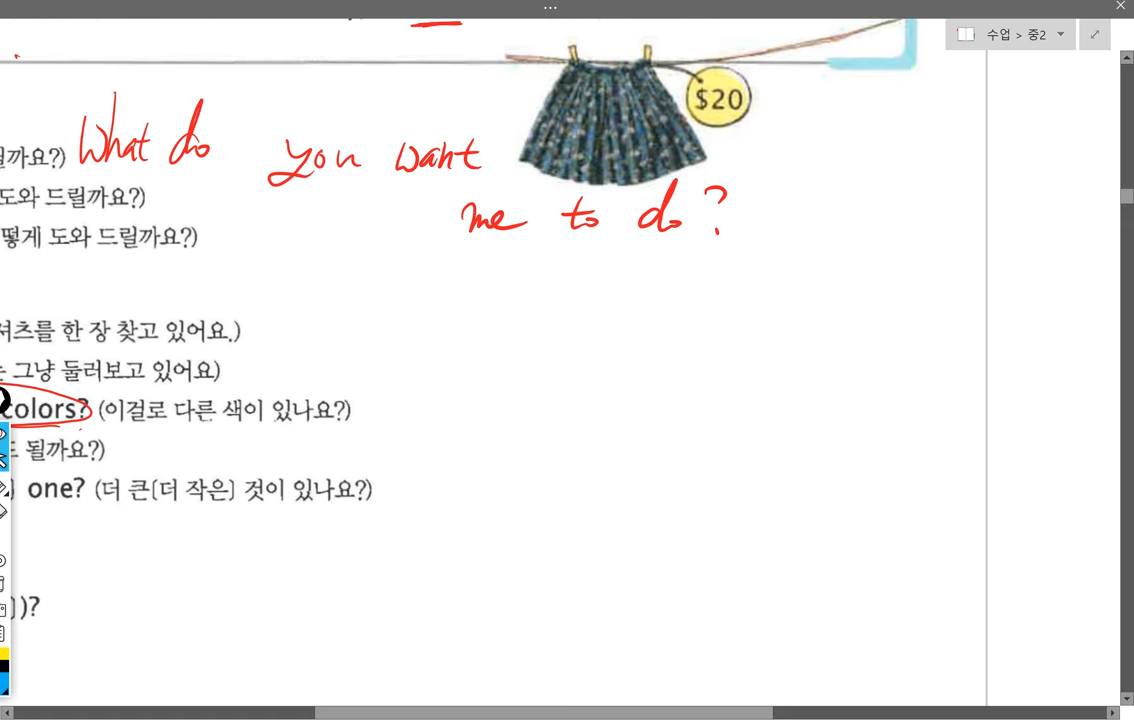 수업 > 중2
$20
What do you want
me to do?
도와 드릴까요?)
떻게 도와 드릴까요?)
셔츠를 한 장 찾고 있어요.)
그냥 둘러보고 있어요)
colors? (이걸로 다른 색이 있나요?)
될까요?)
one? (더 큰[더 작은] 것이 있나요?)
])?